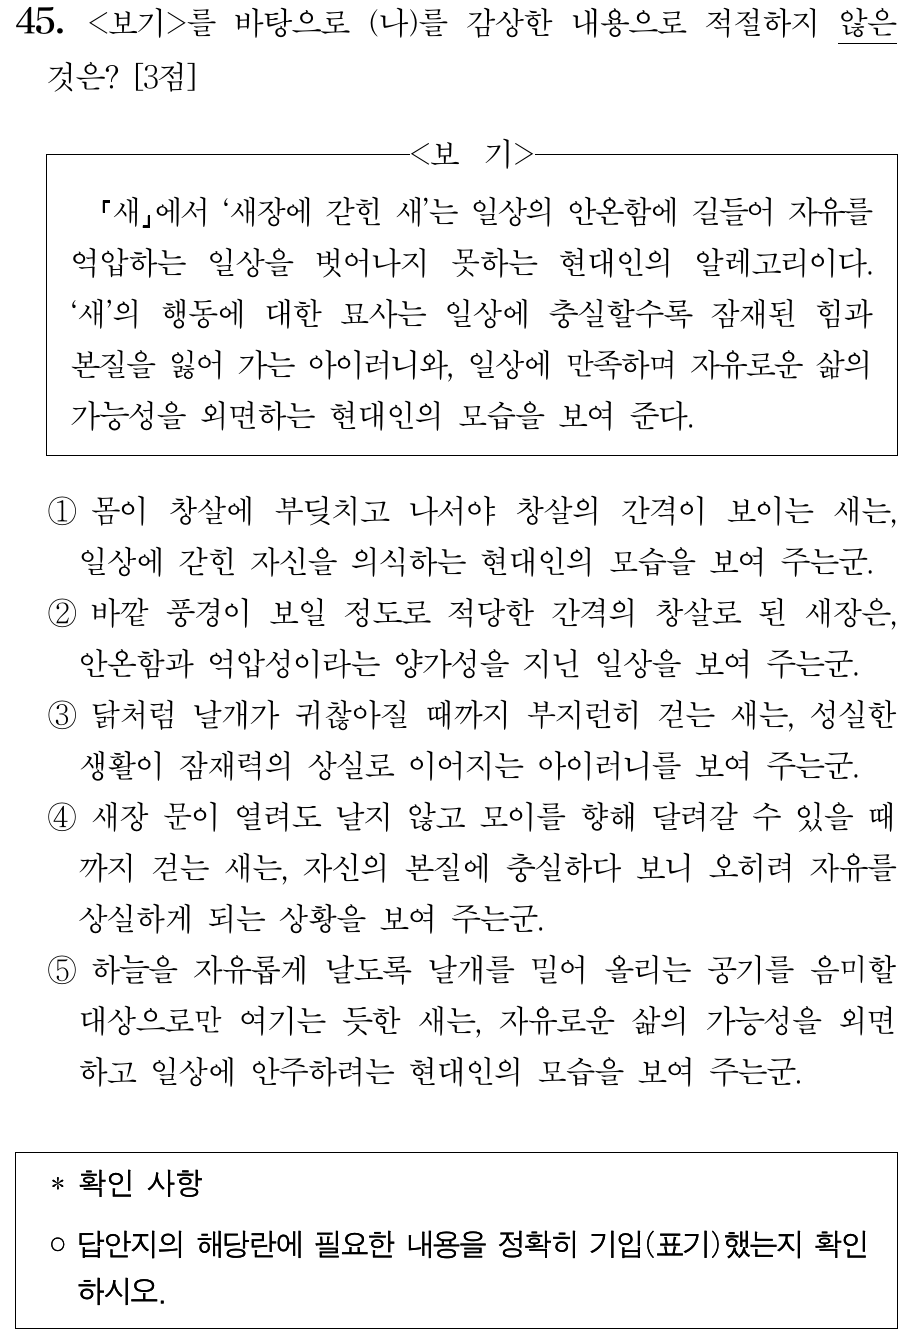 45. <보기>를 바탕으로 (나)를 감상한 내용으로 적절하지 않은
것은? [3점]
<보 기>
「새」에서 ‘새장에 갇힌 새’는 일상의 안온함에 길들어 자유를
억압하는 일상을 벗어나지 못하는 현대인의 알레고리이다.
‘새’의 행동에 대한 묘사는 일상에 충실할수록 잠재된 힘과
본질을 잃어 가는 아이러니와, 일상에 만족하며 자유로운 삶의
가능성을 외면하는 현대인의 모습을 보여 준다.
① 몸이 창살에 부딪치고 나서야 창살의 간격이 보이는 새는,
일상에 갇힌 자신을 의식하는 현대인의 모습을 보여 주는군.
② 바깥 풍경이 보일 정도로 적당한 간격의 창살로 된 새장은,
안온함과 억압성이라는 양가성을 지닌 일상을 보여 주는군.
③ 닭처럼 날개가 귀찮아질 때까지 부지런히 걷는 새는, 성실한
생활이 잠재력의 상실로 이어지는 아이러니를 보여 주는군.
④ 새장 문이 열려도 날지 않고 모이를 향해 달려갈 수 있을 때
까지 걷는 새는, 자신의 본질에 충실하다 보니 오히려 자유를
상실하게 되는 상황을 보여 주는군.
⑤ 하늘을 자유롭게 날도록 날개를 밀어 올리는 공기를 음미할
대상으로만 여기는 듯한 새는, 자유로운 삶의 가능성을 외면
하고 일상에 안주하려는 현대인의 모습을 보여 주는군.
* 확인 사항
○ 답안지의 해당란에 필요한 내용을 정확히 기입(표기)했는지 확인
하시오.